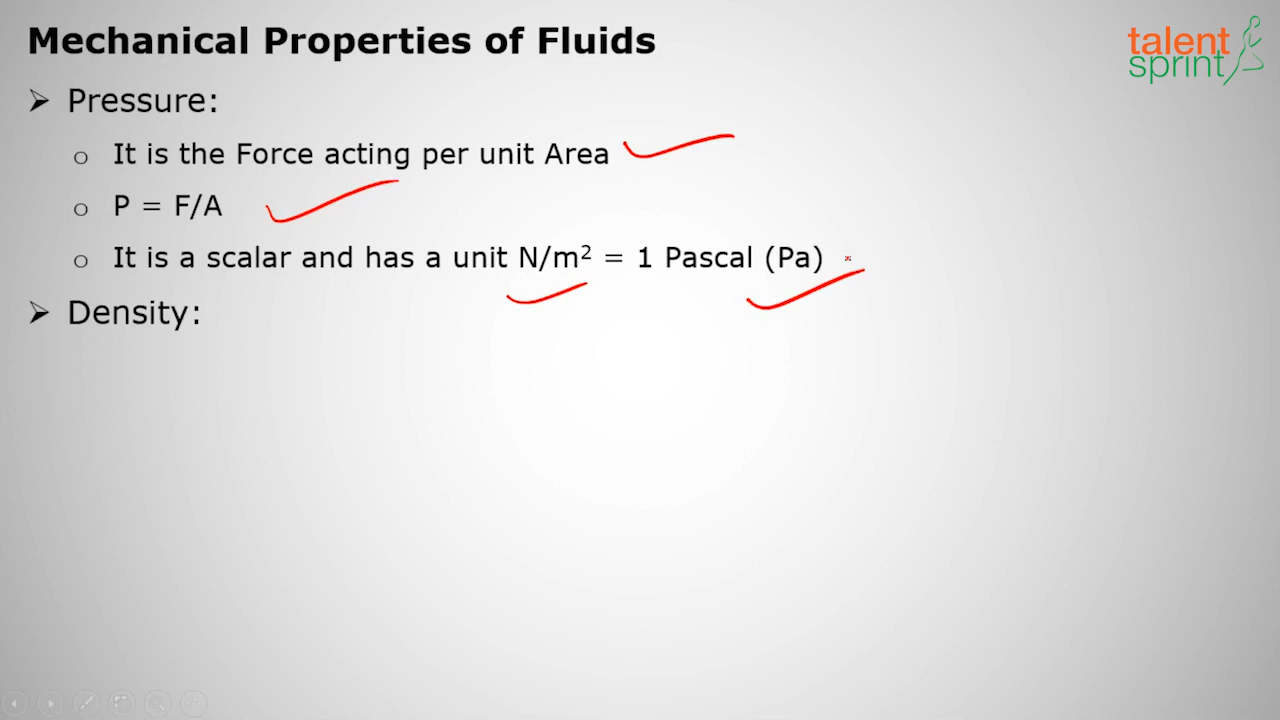 Mechanical Properties of Fluids
talent
sprint
➢ Pressure:
o It is the Force acting per unit Area
o P = F/A
o It is a scalar and has a unit N/m² = 1 Pascal (Pa)
➢ Density: